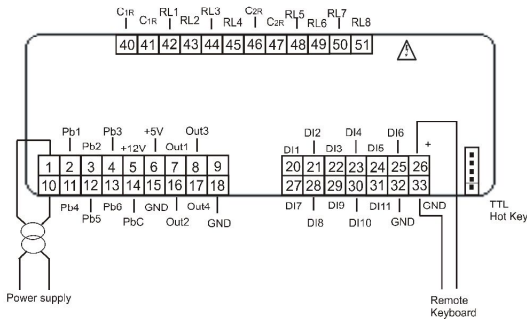 C1R RL1 RL3 C2R RL5 RL7
C1R RL2 RL4 C2R RL6 RL8
40 41 42 43 44 45 46 47 48 49 50 51
Pb1 Pb3 +5V Out3
Pb2 +12V Out1
1 2 3 4 5 6 7 8 9
10 11 12 13 14 15 16 17 18
Pb4 Pb6 GND Out4
Pb5 PbC Out2 GND
DI2 DI4 DI6 +
DI1 DI3 DI5
20 21 22 23 24 25 26
27 28 29 30 31 32 33
DI7 DI9 DI11 GND
DI8 DI10 GND
TTL
Hot Key
Power supply
Remote
Keyboard